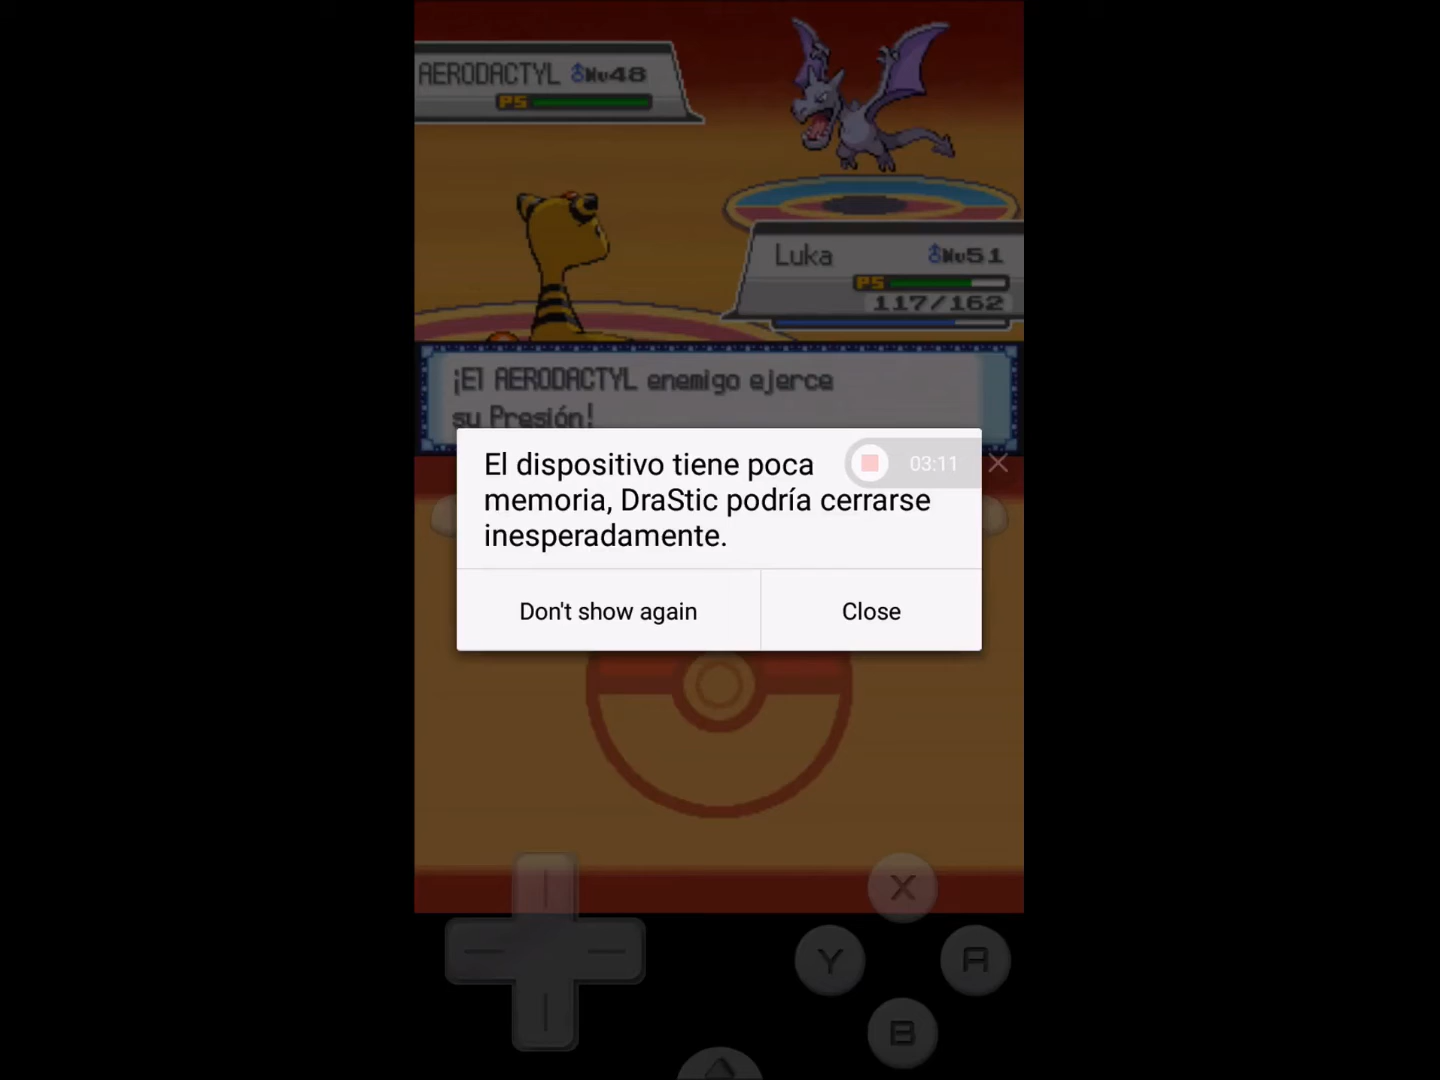 AERODACTYL ♂Nv48
PS
Luka ♂Nv51
PS
117/162
¡El AERODACTYL enemigo ejerce
su Presión!
03:11
El dispositivo tiene poca
memoria, DraStic podría cerrarse
inesperadamente.
Don't show again
Close
X
Y
A
B